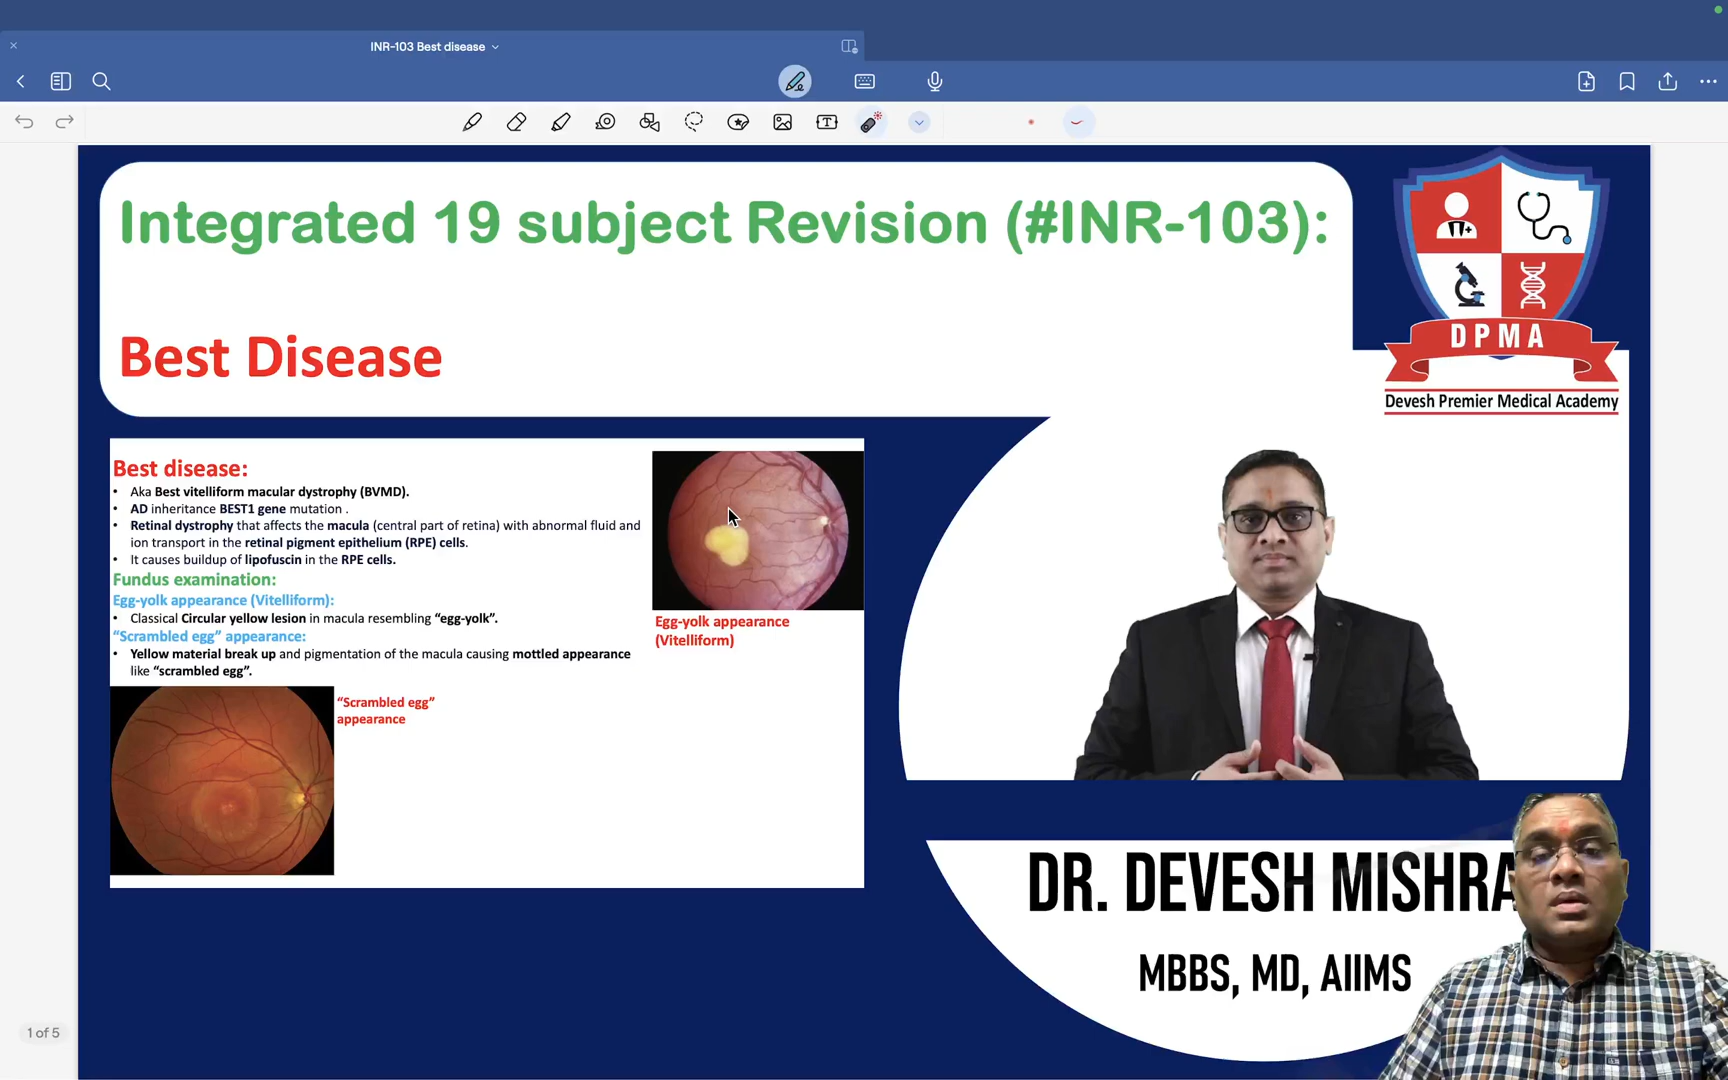 INR-103 Best disease
Integrated 19 subject Revision (#INR-103):
Best Disease
DPMA
Devesh Premier Medical Academy
Best disease:
• Aka Best vitelliform macular dystrophy (BVMD).
• AD inheritance BEST1 gene mutation .
• Retinal dystrophy that affects the macula (central part of retina) with abnormal fluid and
ion transport in the retinal pigment epithelium (RPE) cells.
• It causes buildup of lipofuscin in the RPE cells.
Fundus examination:
Egg-yolk appearance (Vitelliform):
• Classical Circular yellow lesion in macula resembling “egg-yolk”.
“Scrambled egg” appearance:
• Yellow material break up and pigmentation of the macula causing mottled appearance
like “scrambled egg”.
Egg-yolk appearance
(Vitelliform)
“Scrambled egg”
appearance
DR. DEVESH MISHRA
MBBS, MD, AIIMS
1 of 5